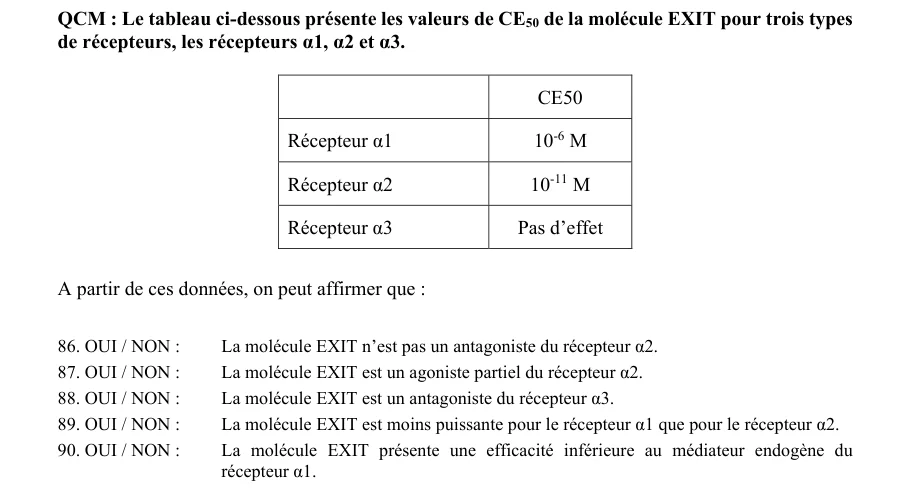 QCM : Le tableau ci-dessous présente les valeurs de CE50 de la molécule EXIT pour trois types
de récepteurs, les récepteurs α1, α2 et α3.
CE50
Récepteur α1 10-6 M
Récepteur α2 10-11 M
Récepteur α3 Pas d’effet
A partir de ces données, on peut affirmer que :
86. OUI / NON : La molécule EXIT n’est pas un antagoniste du récepteur α2.
87. OUI / NON : La molécule EXIT est un agoniste partiel du récepteur α2.
88. OUI / NON : La molécule EXIT est un antagoniste du récepteur α3.
89. OUI / NON : La molécule EXIT est moins puissante pour le récepteur α1 que pour le récepteur α2.
90. OUI / NON : La molécule EXIT présente une efficacité inférieure au médiateur endogène du
récepteur α1.